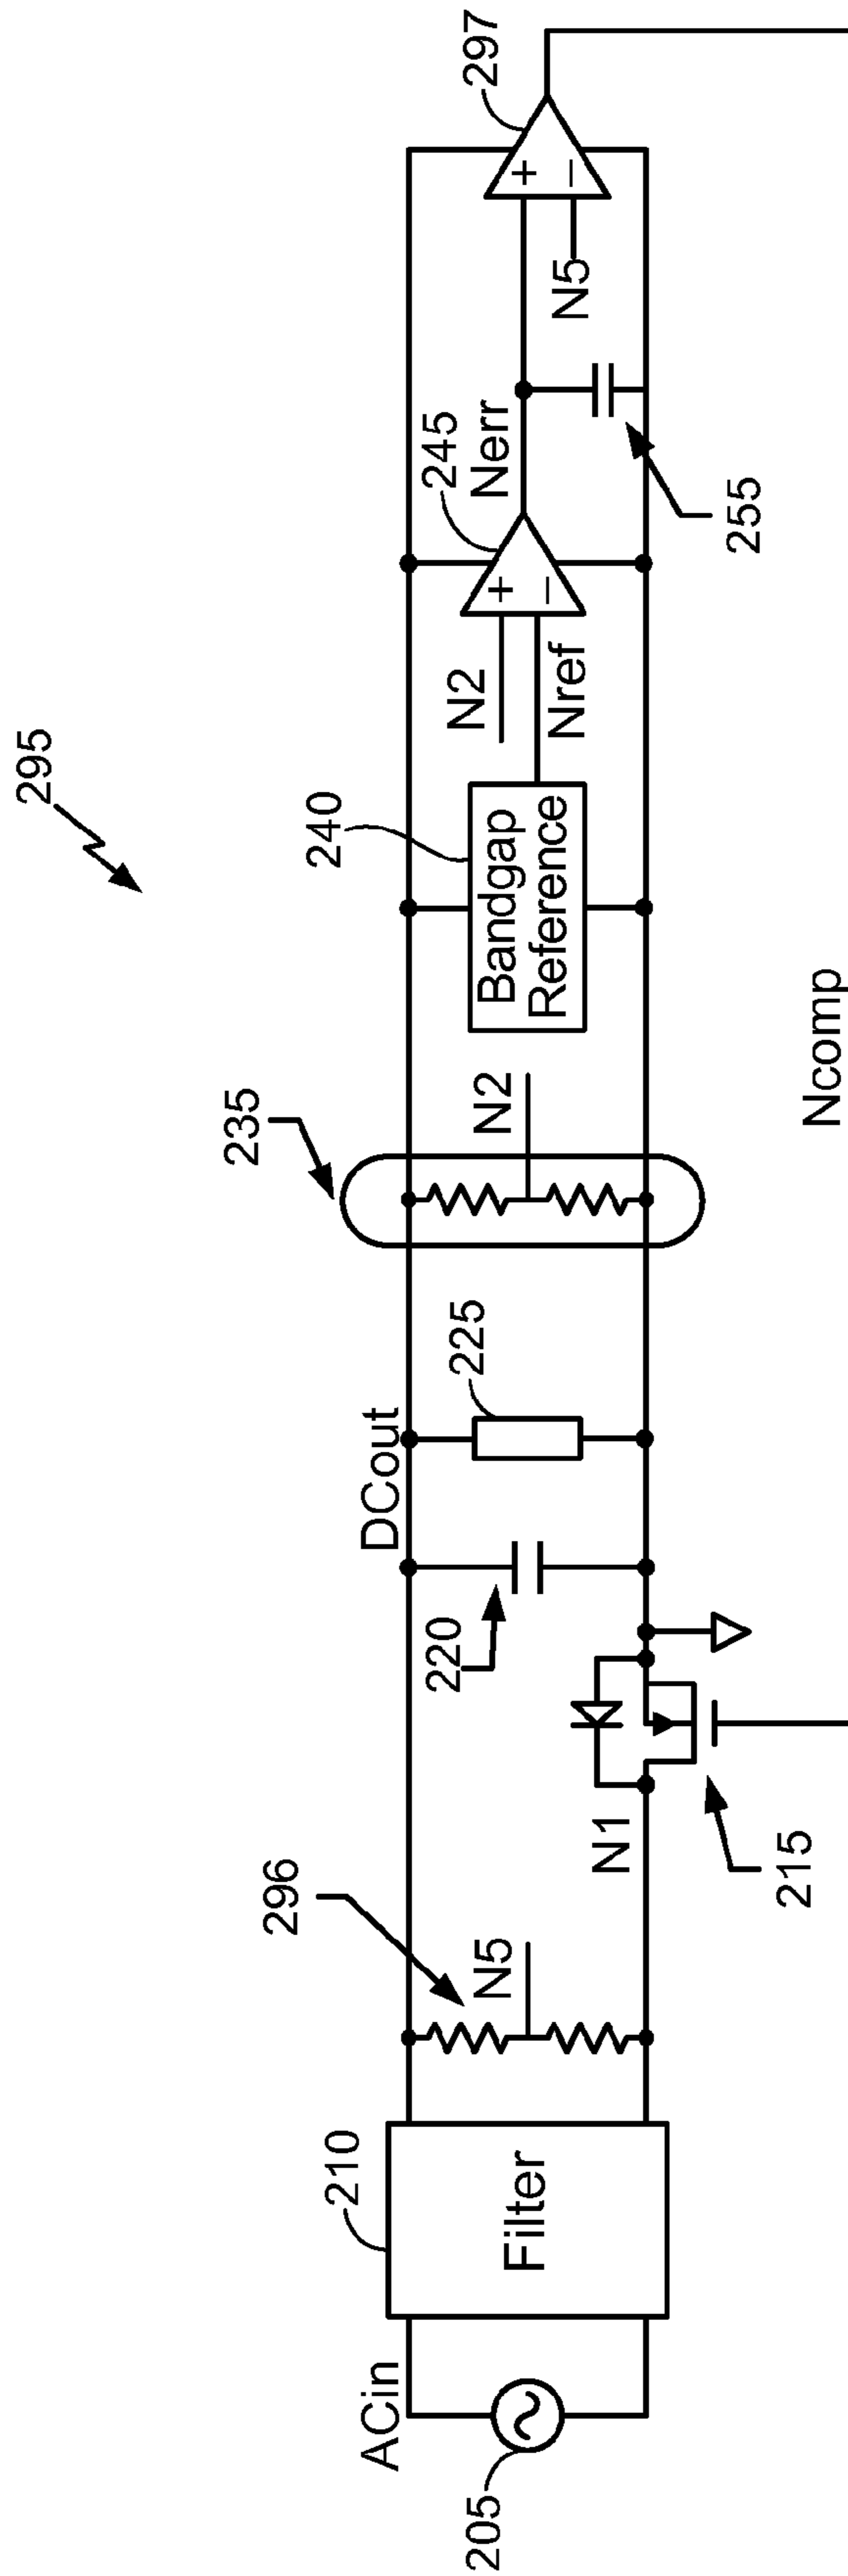 295
ACin
205
210
Filter
296
N5
N1
215
220
DCout
225
235
N2
240
Bandgap
Reference
N2
Nref
+
−
245
Nerr
255
N5
+
−
297
Ncomp